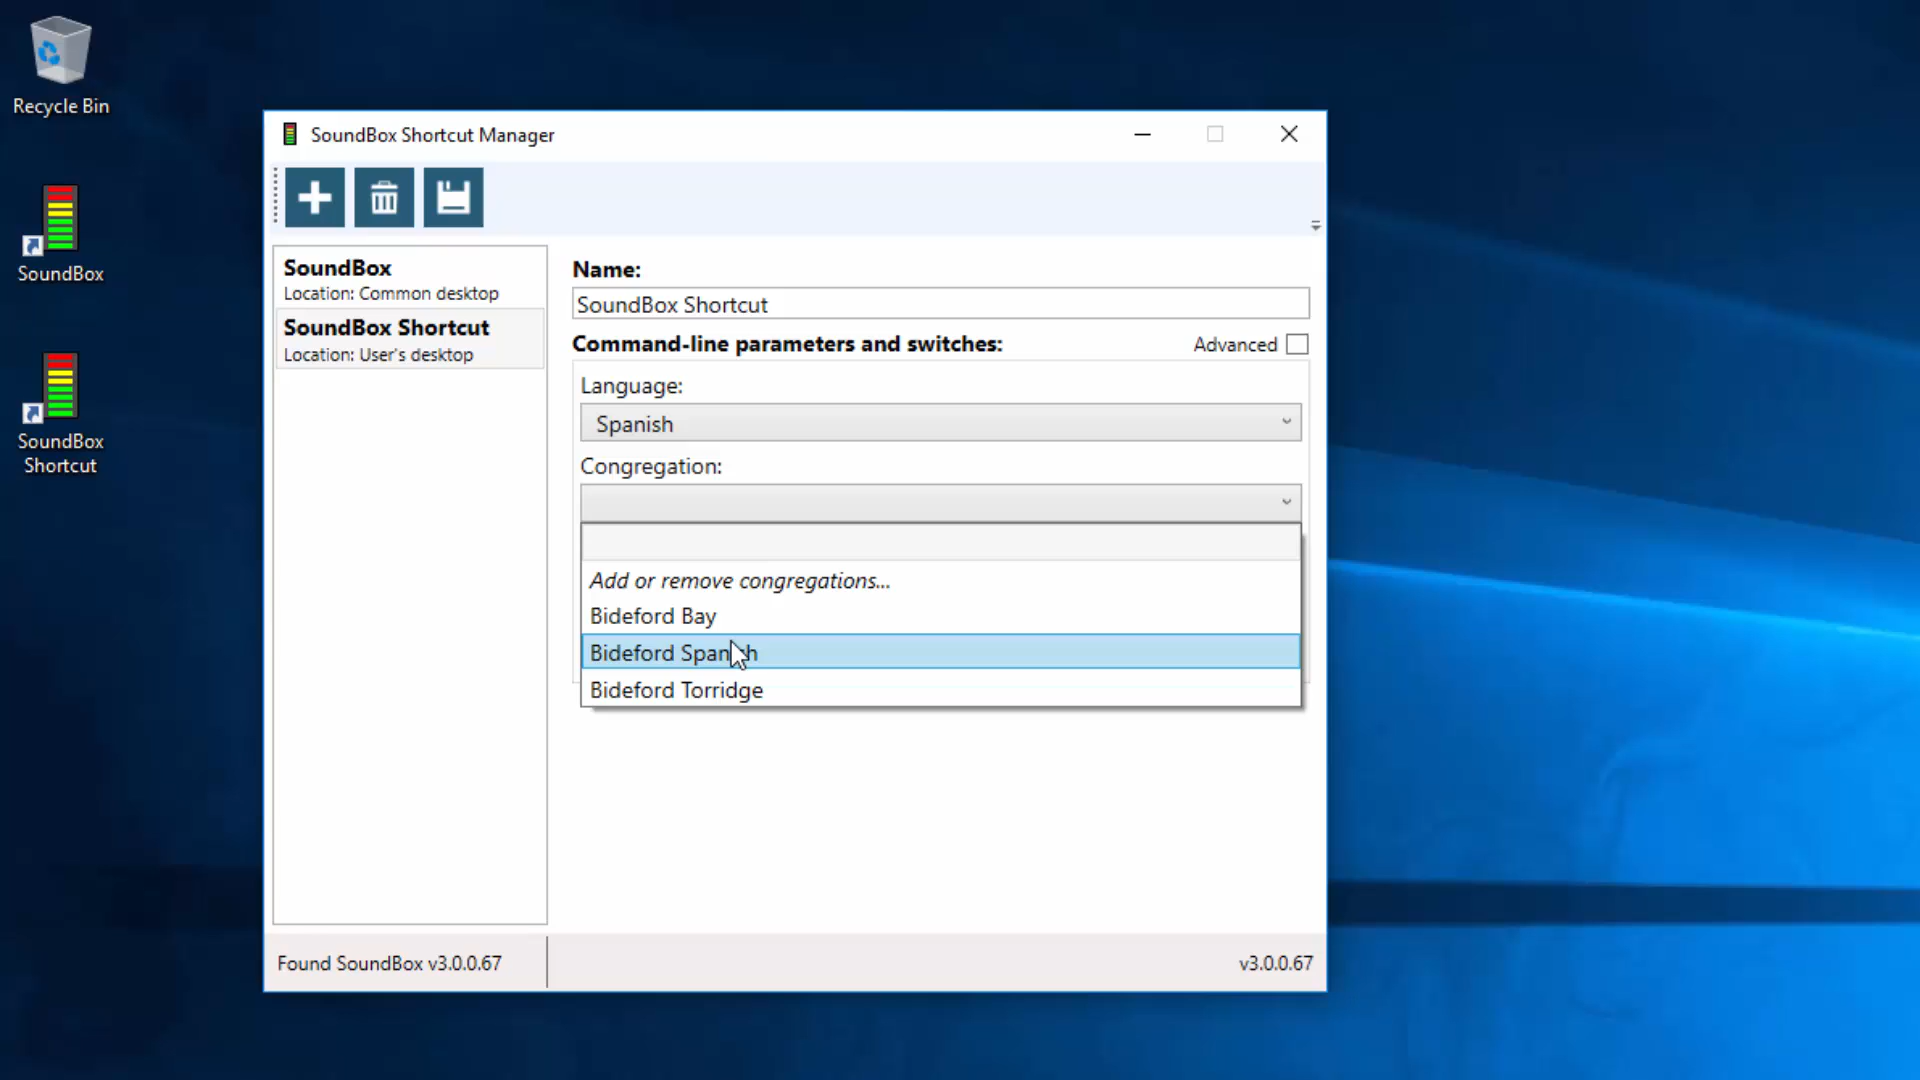 Recycle Bin
SoundBox
SoundBox
Shortcut
SoundBox Shortcut Manager
SoundBox
Location: Common desktop
SoundBox Shortcut
Location: User's desktop
Name:
SoundBox Shortcut
Command-line parameters and switches:
Advanced
Language:
Spanish
Congregation:
Add or remove congregations...
Bideford Bay
Bideford Spanish
Bideford Torridge
Found SoundBox v3.0.0.67
v3.0.0.67